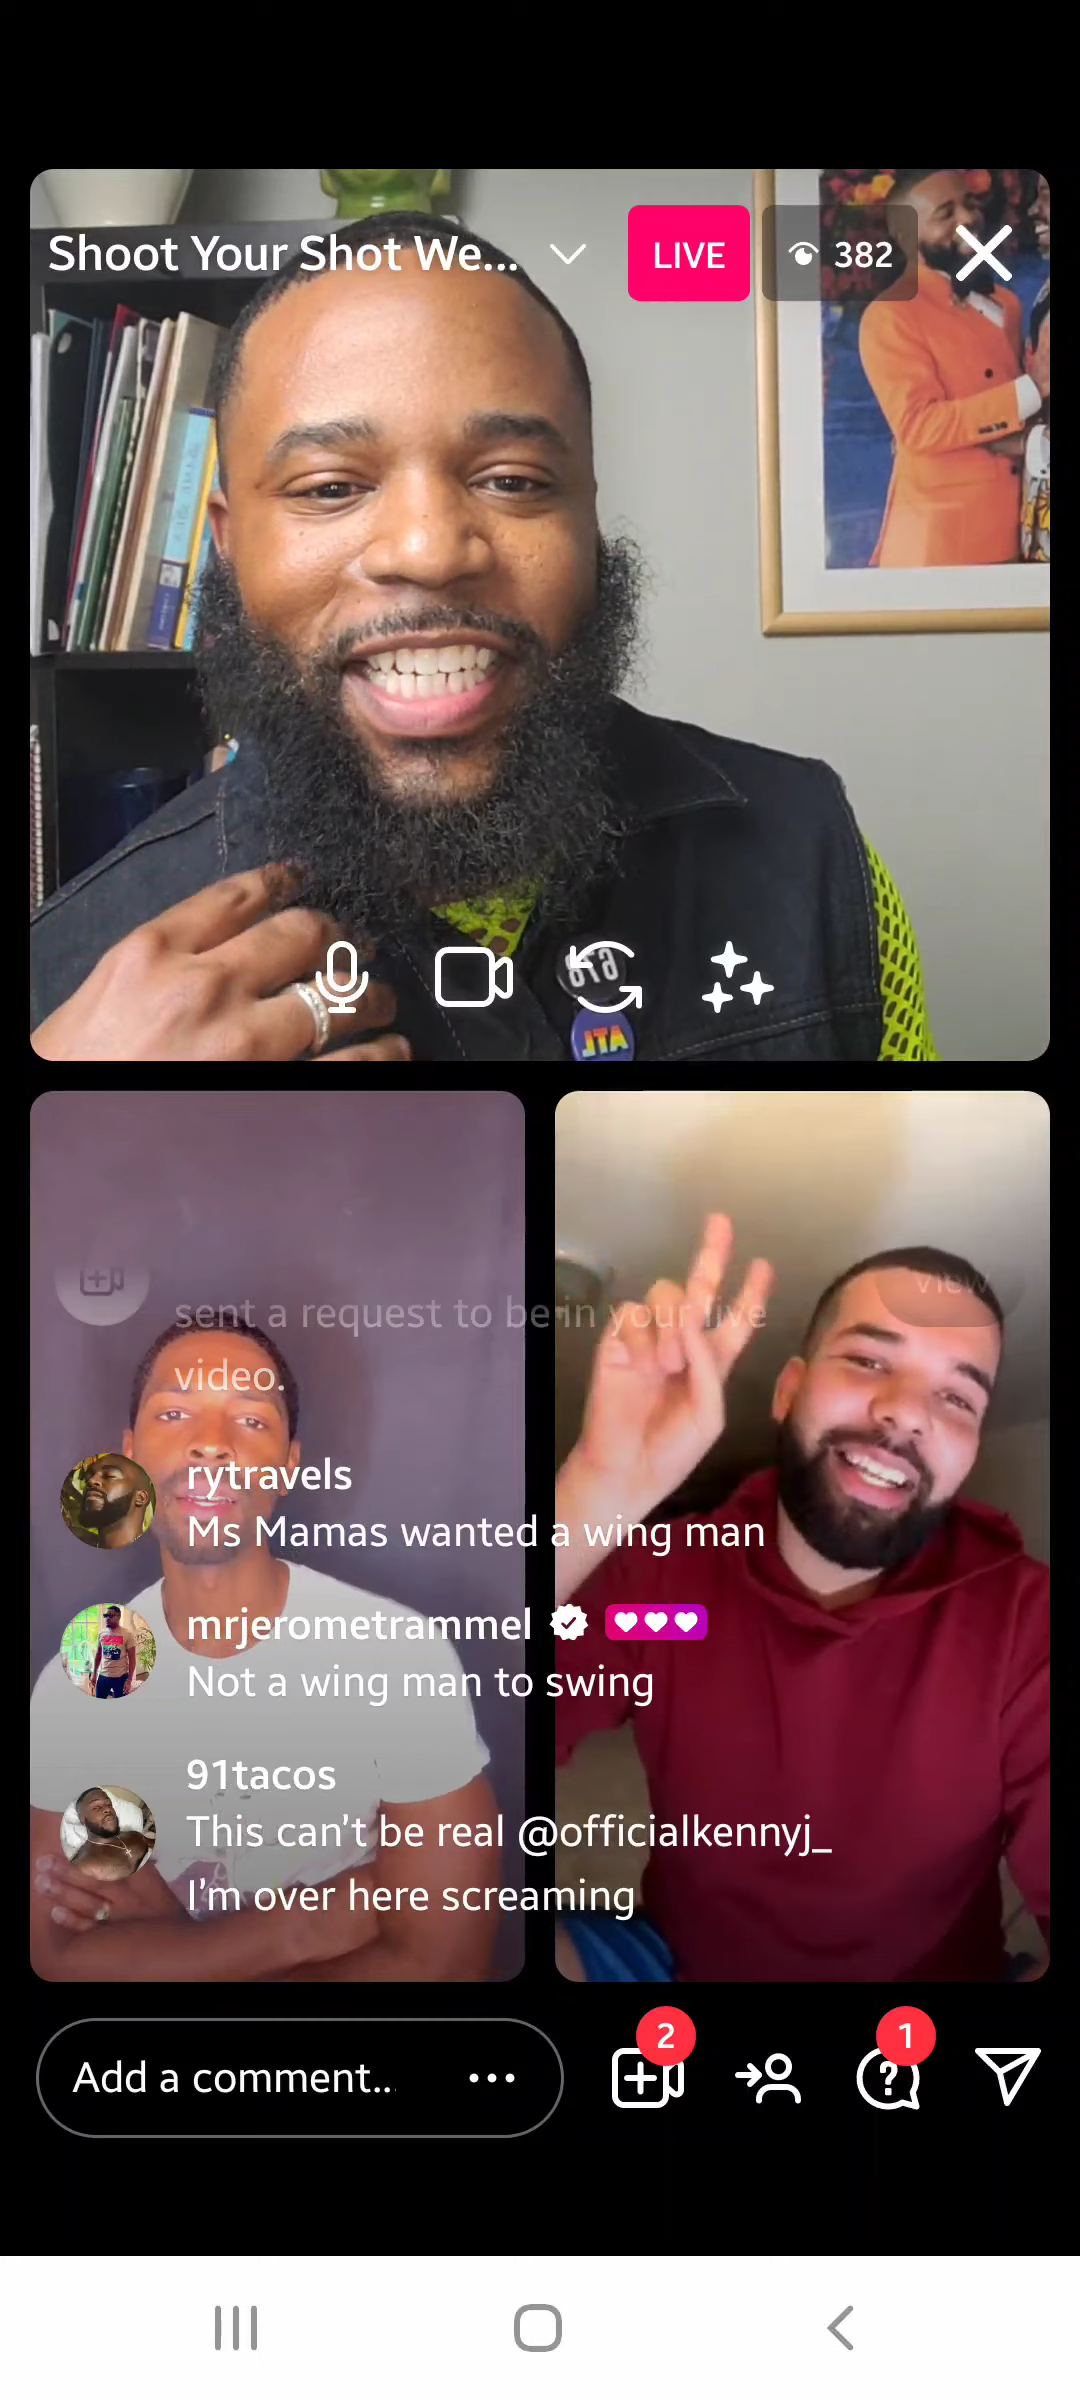 Shoot Your Shot We...
LIVE
382
ATL
sent a request to be in your live
view
video.
rytravels
Ms Mamas wanted a wing man
mrjerometrammel
Not a wing man to swing
91tacos
This can't be real @officialkennyj_
I'm over here screaming
Add a comment...
2
1